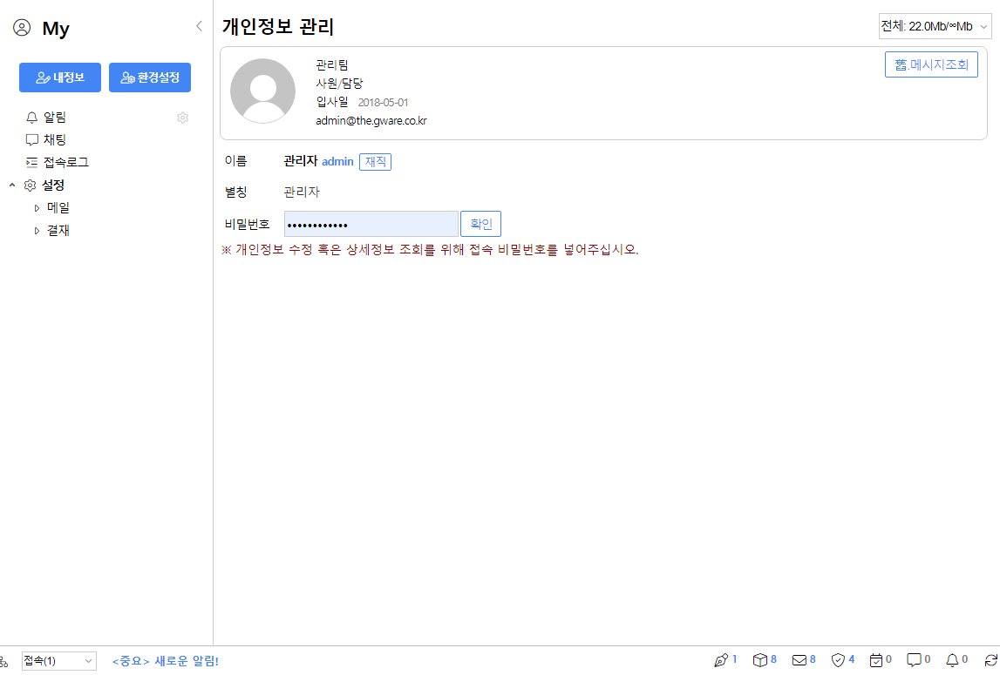 My
내정보
환경설정
알림
채팅
접속로그
설정
메일
결재
개인정보 관리
전체: 22.0Mb/∞Mb
관리팀
사원/담당
입사일 2018-05-01
admin@the.gware.co.kr
舊.메시지조회
이름 관리자 admin 재직
별칭 관리자
비밀번호 •••••••••••• 확인
※ 개인정보 수정 혹은 상세정보 조회를 위해 접속 비밀번호를 넣어주십시오.
접속(1) <중요> 새로운 알림! 1 8 8 4 0 0 0